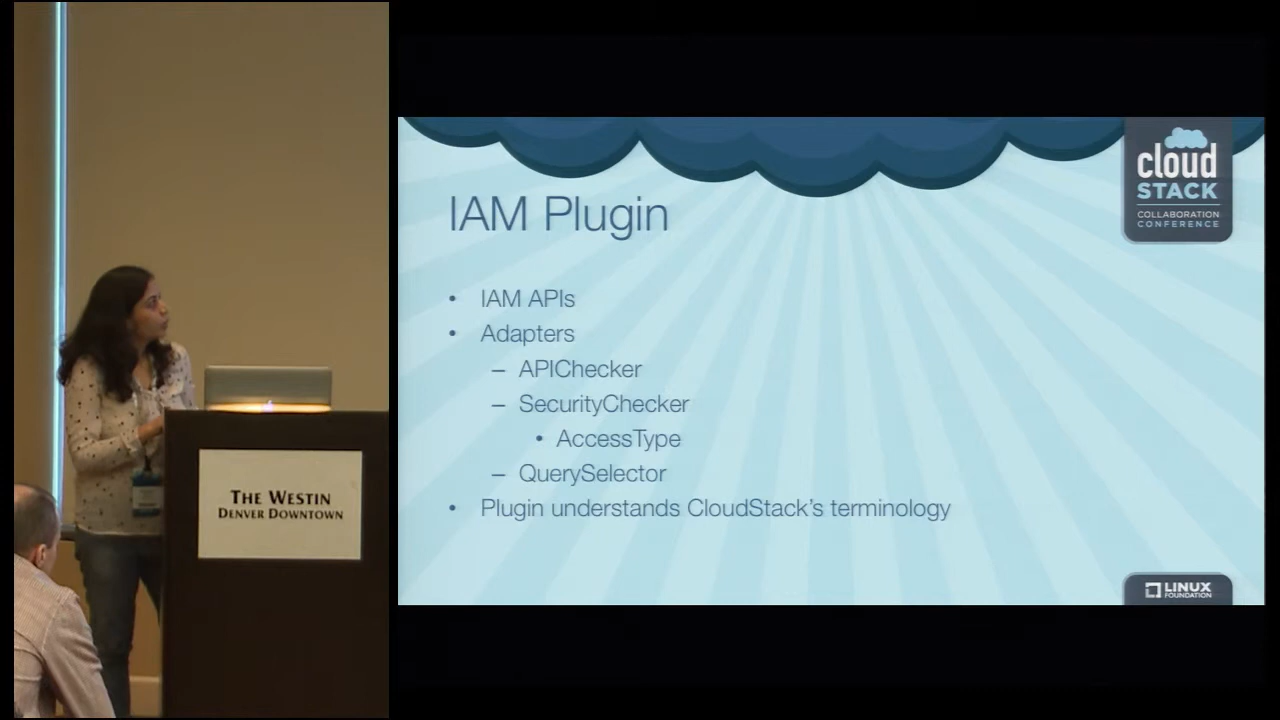 THE WESTIN
DENVER DOWNTOWN
cloud
STACK
COLLABORATION
CONFERENCE
IAM Plugin
• IAM APIs
• Adapters
– APIChecker
– SecurityChecker
• AccessType
– QuerySelector
• Plugin understands CloudStack's terminology
LINUX
FOUNDATION